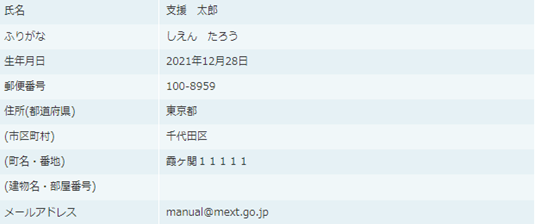 氏名 支援　太郎
ふりがな しえん　たろう
生年月日 2021年12月28日
郵便番号 100-8959
住所(都道府県) 東京都
(市区町村) 千代田区
(町名・番地) 霞ヶ関１１１１１
(建物名・部屋番号)
メールアドレス manual@mext.go.jp